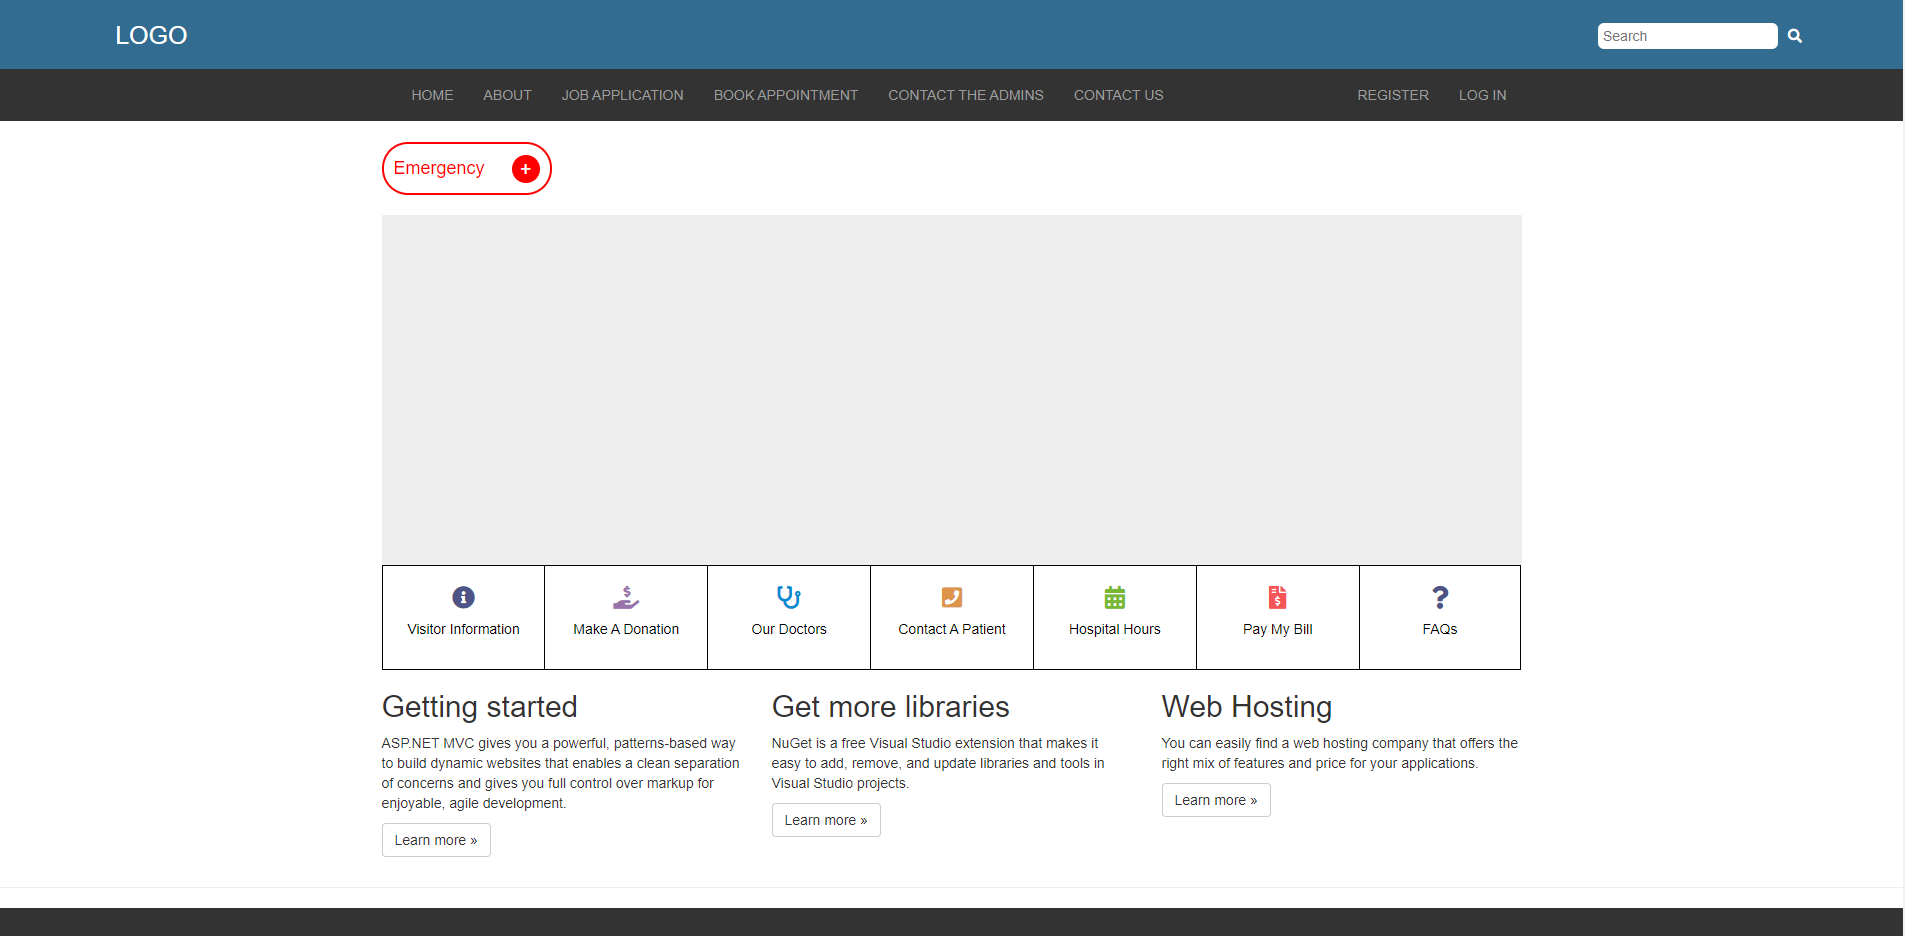 LOGO
Search
HOME ABOUT JOB APPLICATION BOOK APPOINTMENT CONTACT THE ADMINS CONTACT US REGISTER LOG IN
Emergency
Visitor Information Make A Donation Our Doctors Contact A Patient Hospital Hours Pay My Bill FAQs
Getting started
ASP.NET MVC gives you a powerful, patterns-based way
to build dynamic websites that enables a clean separation
of concerns and gives you full control over markup for
enjoyable, agile development.
Learn more »
Get more libraries
NuGet is a free Visual Studio extension that makes it
easy to add, remove, and update libraries and tools in
Visual Studio projects.
Learn more »
Web Hosting
You can easily find a web hosting company that offers the
right mix of features and price for your applications.
Learn more »